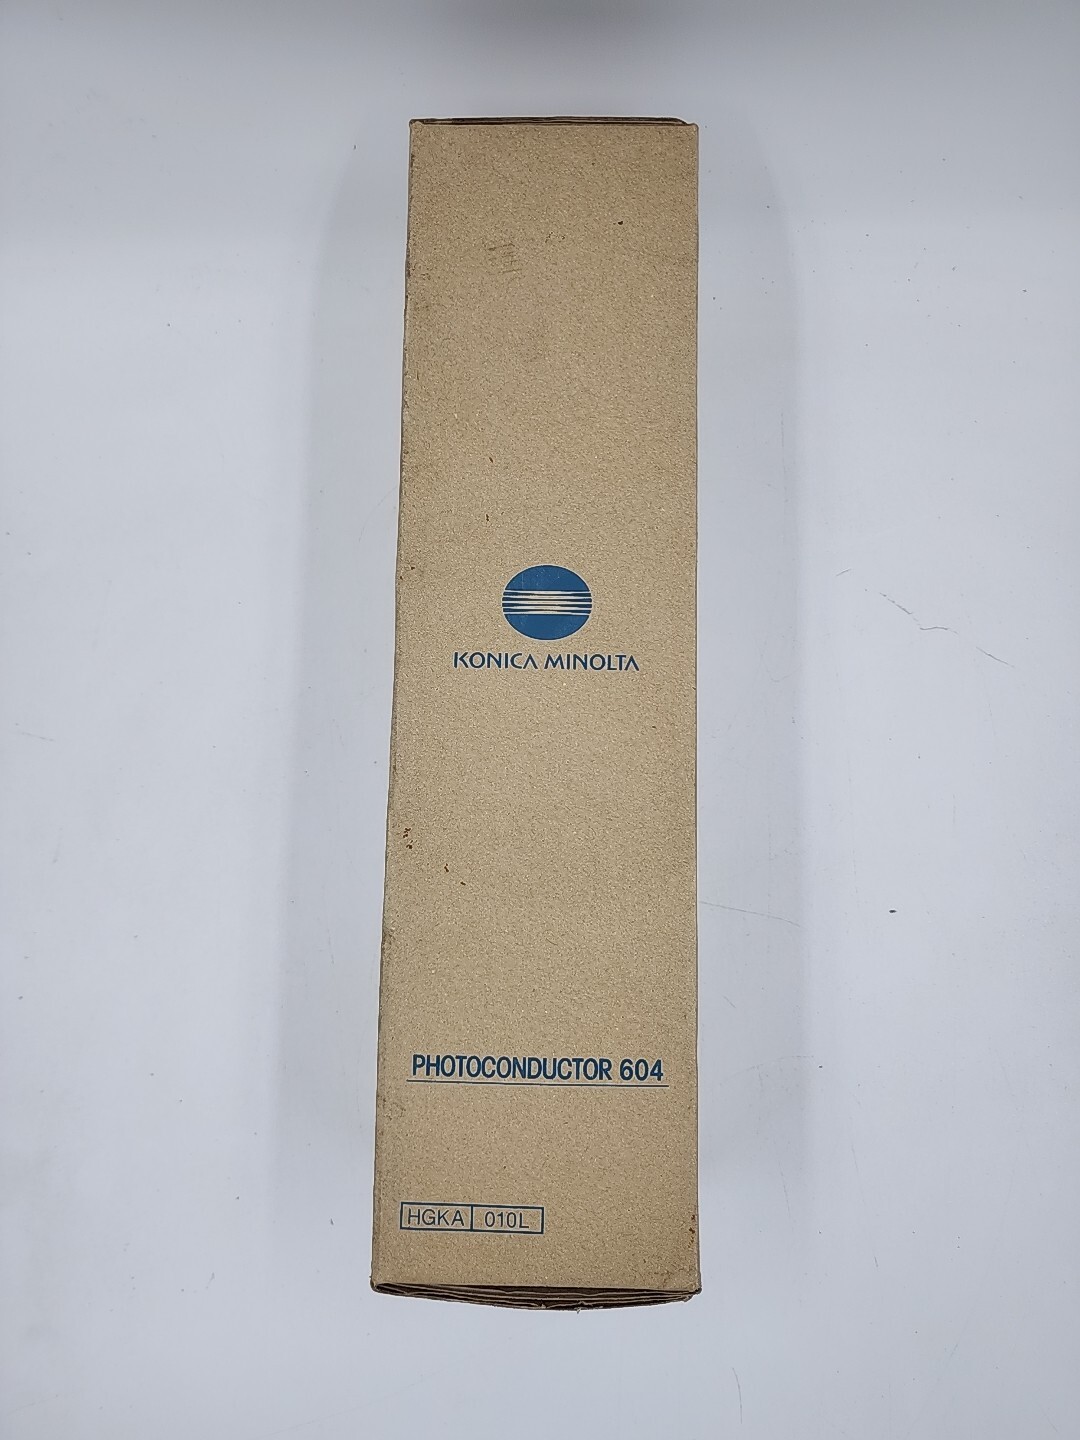 KONICA MINOLTA
PHOTOCONDUCTOR 604
HGKA 010L